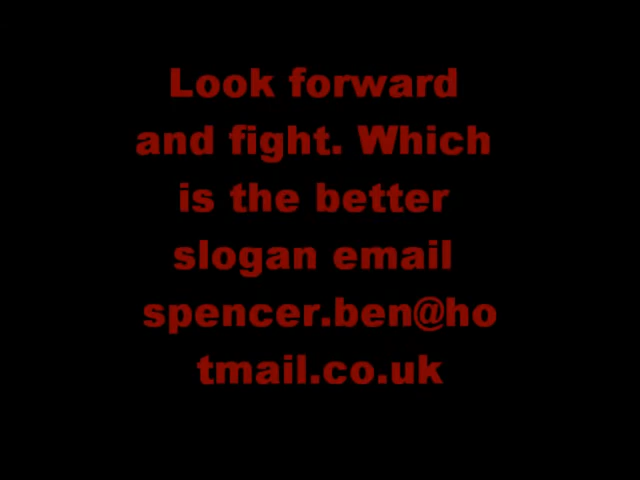 Look forward
and fight. Which
is the better
slogan email
spencer.ben@ho
tmail.co.uk